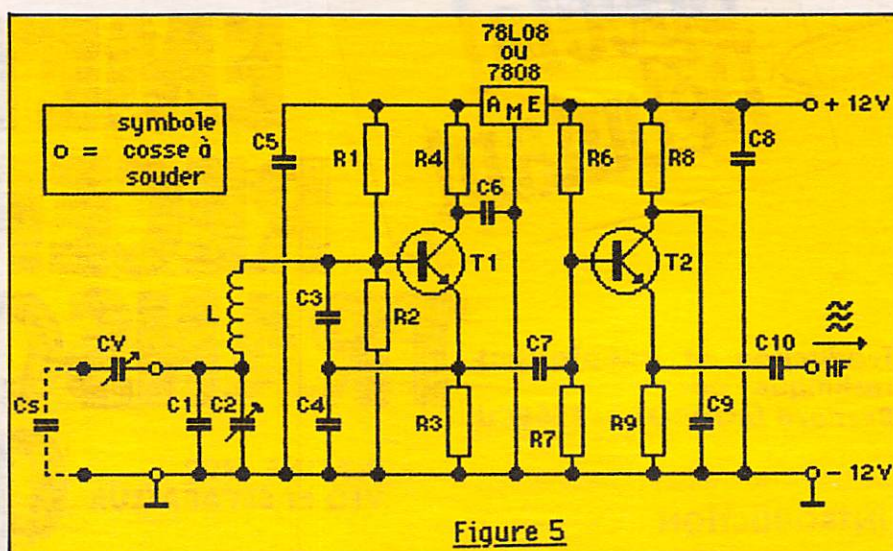 78L08
ou
7808
A M E
+ 12V
symbole
o = cosse à
souder
C5
R1
R4
C6
R6
R8
C8
T1
T2
L
C3
R2
CV
C7
C10
HF
Cs
C1
C2
C4
R3
R7
R9
C9
- 12V
Figure 5